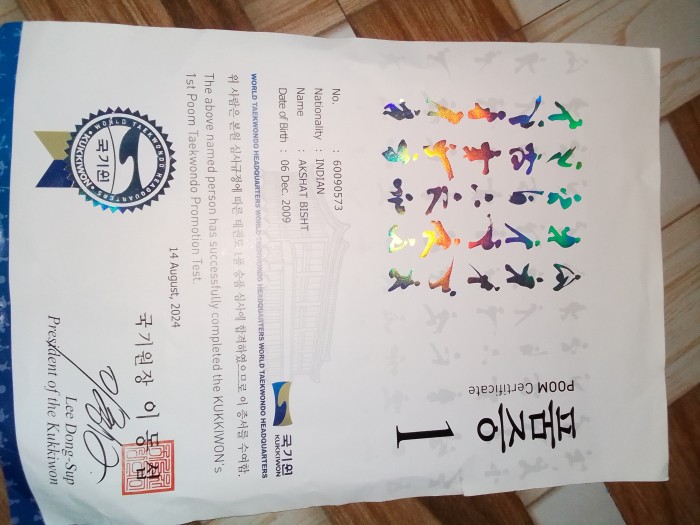 품증
1
POOM Certificate
No. : 60090573
Nationality : INDIAN
Name : AKSHAT BISHT
Date of Birth : 06 Dec. 2009
국기원
KUKKIWON
WORLD TAEKWONDO HEADQUARTERS WORLD TAEKWONDO HEADQUARTERS WORLD TAEKWONDO HEADQUARTERS
위 사람은 본원 심사규정에 따른 태권도 1품 승품 심사에 합격하였으므로 이 증서를 수여함.
The above named person has successfully completed the KUKKIWON's
1st Poom Taekwondo Promotion Test.
14 August, 2024
국기원장 이 동 섭
Lee Dong-Sup
President of the Kukkiwon
WORLD TAEKWONDO HEADQUARTERS
국기원
KUKKIWON